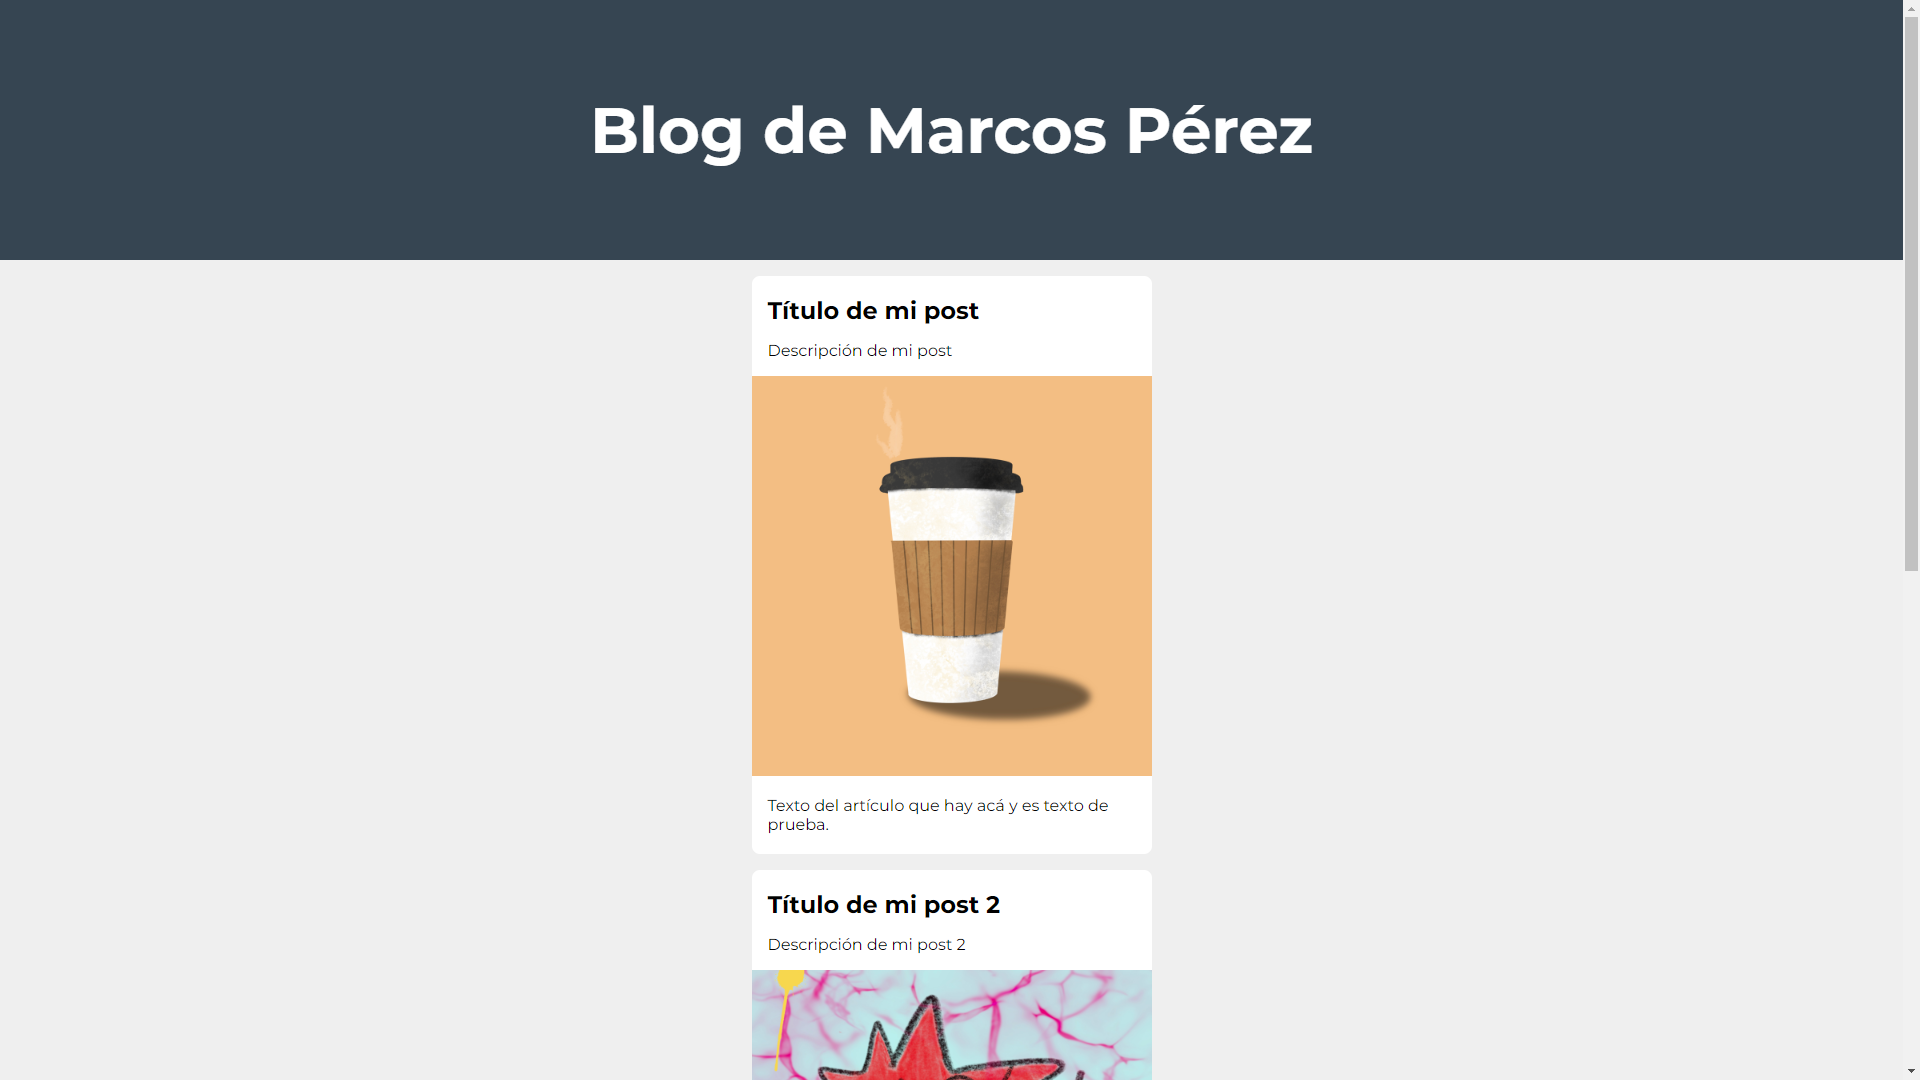 Blog de Marcos Pérez
Título de mi post
Descripción de mi post
Texto del artículo que hay acá y es texto de
prueba.
Título de mi post 2
Descripción de mi post 2